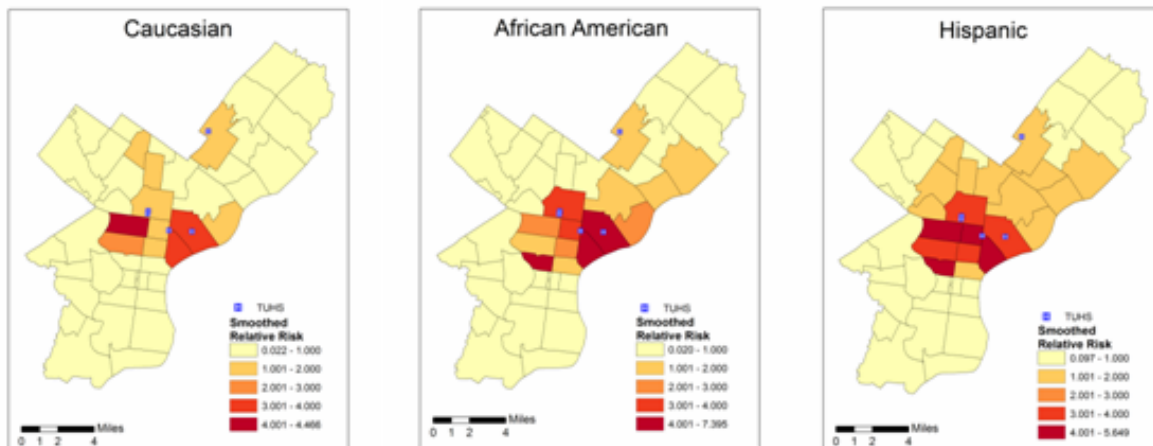 Caucasian
TUHS
Smoothed
Relative Risk
0.022 - 1.000
1.001 - 2.000
2.001 - 3.000
3.001 - 4.000
4.001 - 4.466
Miles
0 1 2 4
African American
TUHS
Smoothed
Relative Risk
0.020 - 1.000
1.001 - 2.000
2.001 - 3.000
3.001 - 4.000
4.001 - 7.395
Miles
0 1 2 4
Hispanic
TUHS
Smoothed
Relative Risk
0.097 - 1.000
1.001 - 2.000
2.001 - 3.000
3.001 - 4.000
4.001 - 5.649
Miles
0 1 2 4